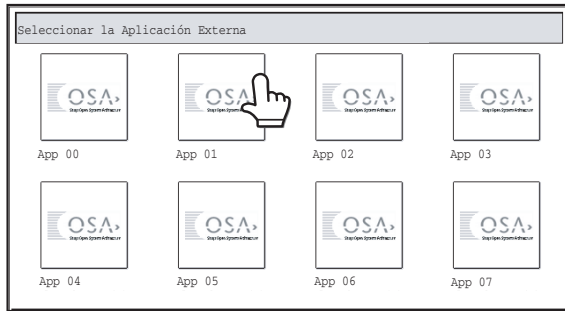 Seleccionar la Aplicación Externa
OSA OSA OSA OSA
App 00 App 01 App 02 App 03
OSA OSA OSA OSA
App 04 App 05 App 06 App 07